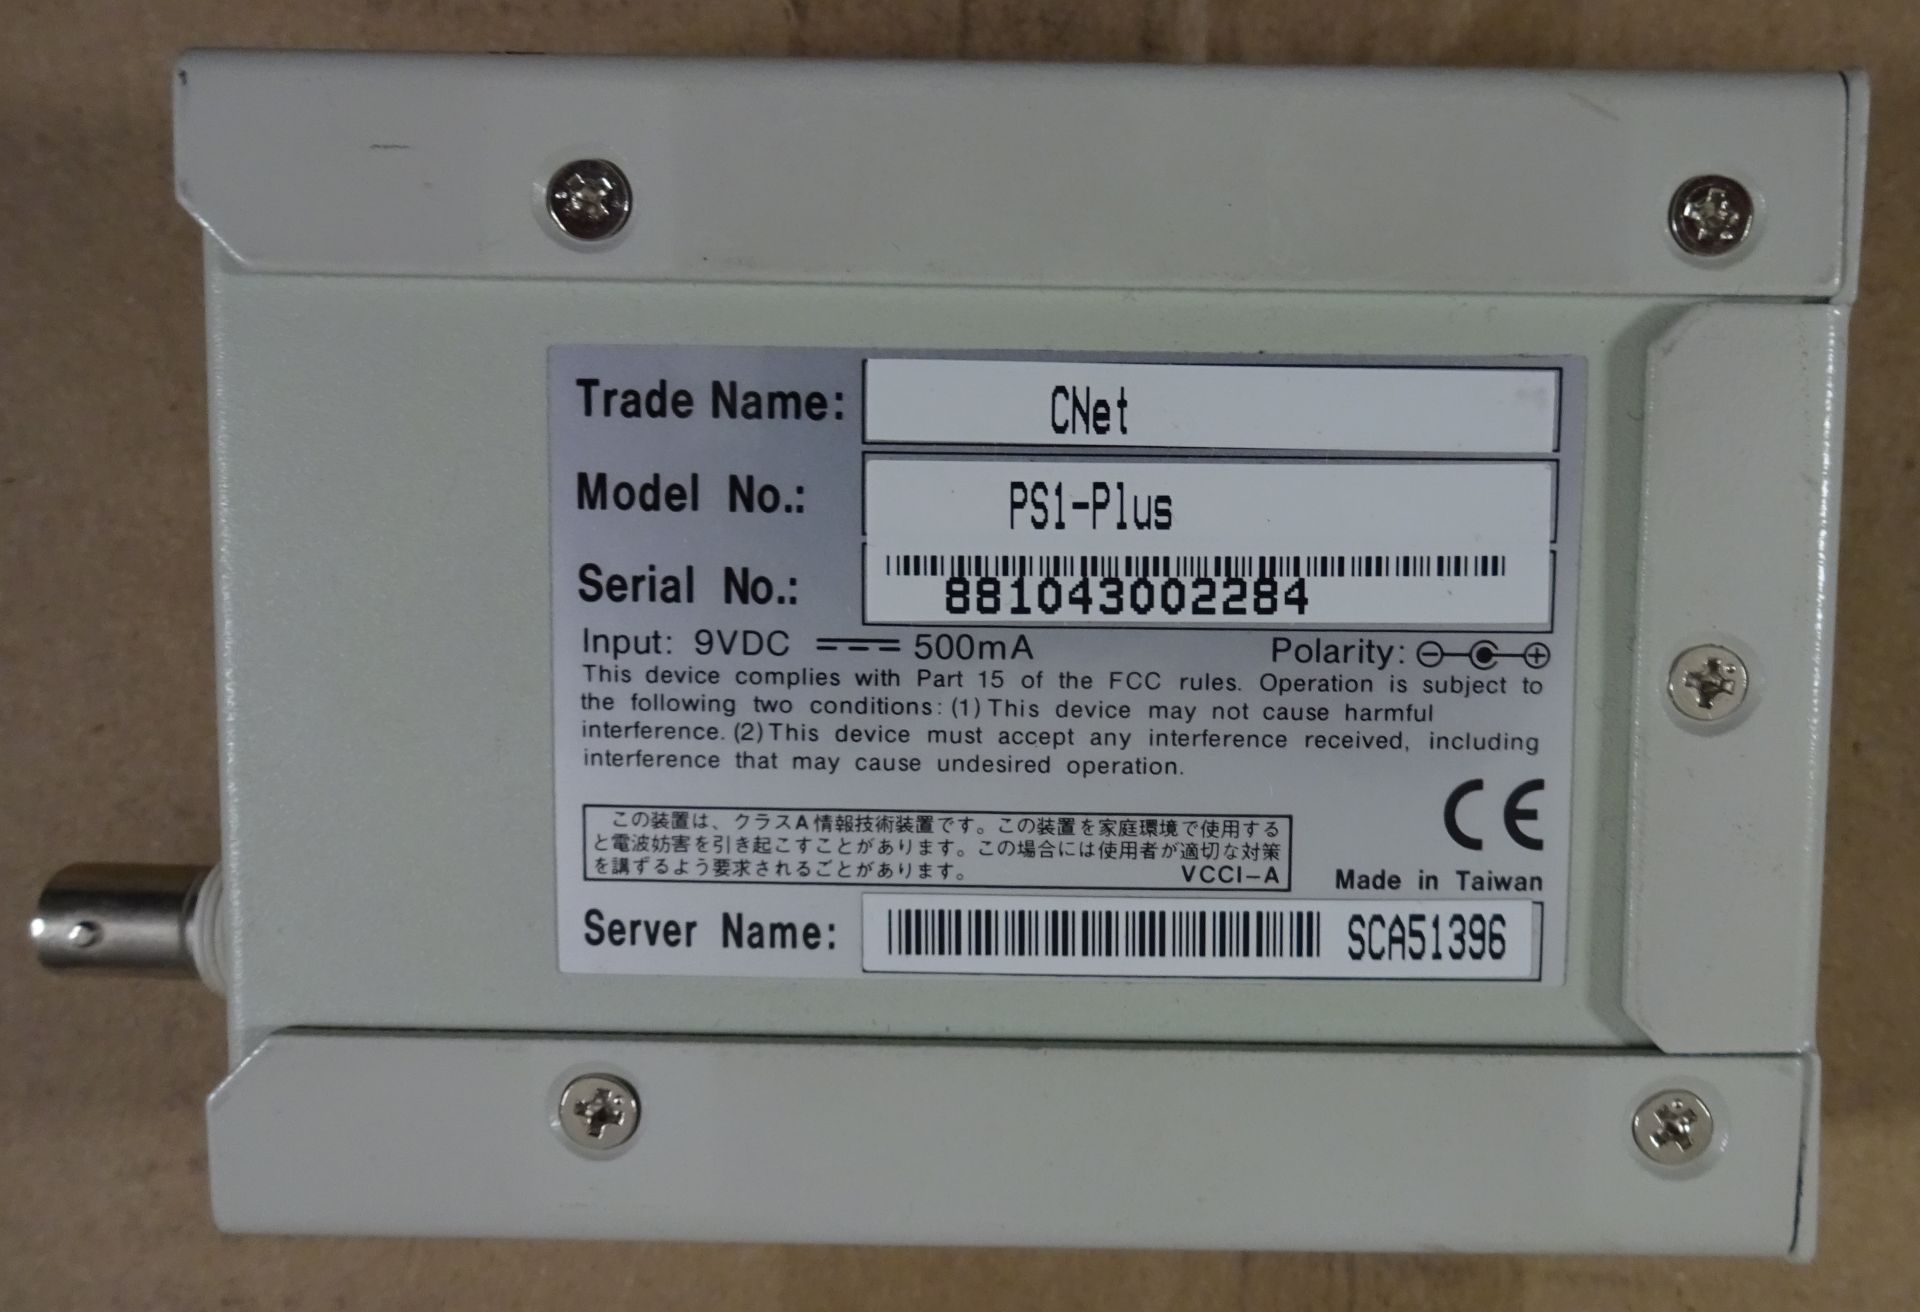 Trade Name: CNet
Model No.: PS1-Plus
Serial No.: 881043002284
Input: 9VDC 500mA Polarity:
This device complies with Part 15 of the FCC rules. Operation is subject to
the following two conditions: (1) This device may not cause harmful
interference. (2) This device must accept any interference received, including
interference that may cause undesired operation.
CE
この装置は、クラスA情報技術装置です。この装置を家庭環境で使用する
と電波妨害を引き起こすことがあります。この場合には使用者が適切な対策
を講ずるよう要求されるごとがあります。 VCCI-A
Made in Taiwan
Server Name: SCA51396